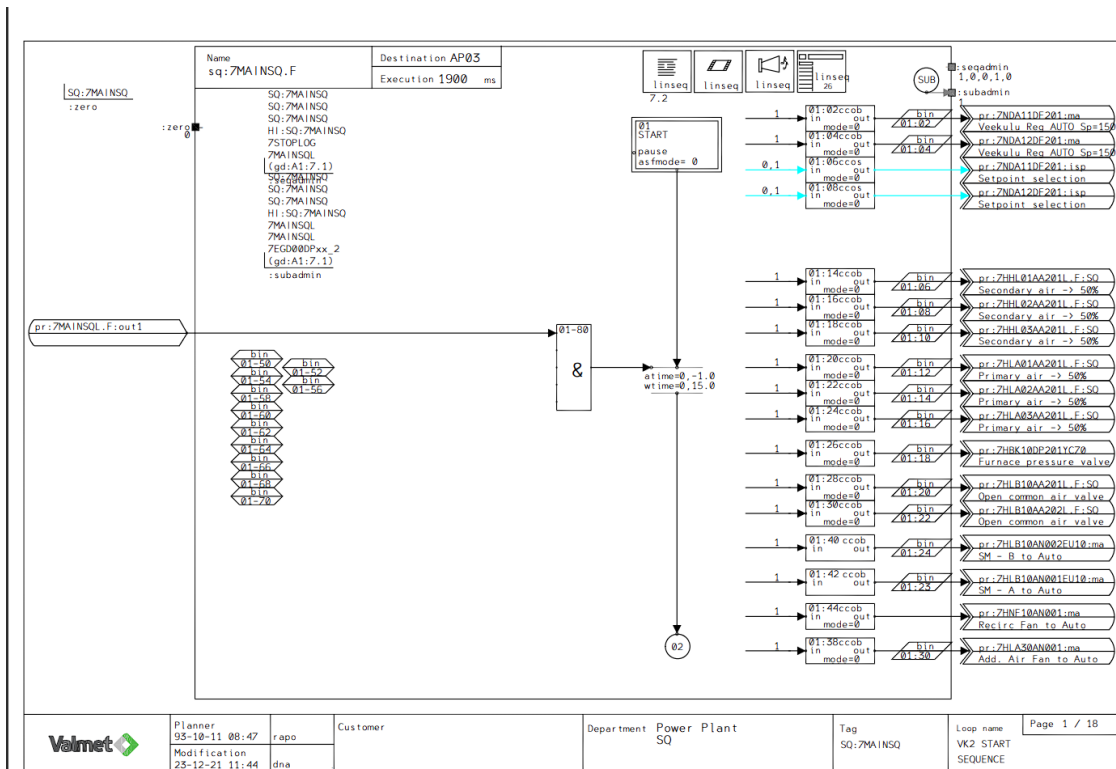 Name
sq:7MAINSQ.F
Destination AP03
Execution 1900 ms
linseq
7.2
linseq
linseq
linseq
26
SUB
:seqadmin
1,0,0,1,0
:subadmin
1
SQ:7MAINSQ
:zero
:zero
0
SQ:7MAINSQ
SQ:7MAINSQ
SQ:7MAINSQ
HI:SQ:7MAINSQ
7STOPLOG
7MAINSQL
(gd:A1:7.1)
:seqadmin
SQ:7MAINSQ
SQ:7MAINSQ
SQ:7MAINSQ
HI:SQ:7MAINSQ
7MAINSQL
7MAINSQL
7EGD00DPxx_2
(gd:A1:7.1)
:subadmin
01
START
pause
asfmode= 0
pr:7MAINSQL.F:out1
01-80
&
atime=0,-1.0
wtime=0,15.0
02
bin
01-50
bin
01-52
bin
01-54
bin
01-56
bin
01-58
bin
01-60
bin
01-62
bin
01-64
bin
01-66
bin
01-68
bin
01-70
1 01:02ccob in out mode=0 bin 01:02 pr:7NDA11DF201:ma
Veekulu Reg AUTO Sp=150
1 01:04ccob in out mode=0 bin 01:04 pr:7NDA12DF201:ma
Veekulu Reg AUTO Sp=150
0,1 01:06ccos in out mode=0 pr:7NDA11DF201:isp
Setpoint selection
0,1 01:08ccos in out mode=0 pr:7NDA12DF201:isp
Setpoint selection
1 01:14ccob in out mode=0 bin 01:06 pr:7HHL01AA201L.F:SQ
Secondary air -> 50%
1 01:16ccob in out mode=0 bin 01:08 pr:7HHL02AA201L.F:SQ
Secondary air -> 50%
1 01:18ccob in out mode=0 bin 01:10 pr:7HHL03AA201L.F:SQ
Secondary air -> 50%
1 01:20ccob in out mode=0 bin 01:12 pr:7HLA01AA201L.F:SQ
Primary air -> 50%
1 01:22ccob in out mode=0 bin 01:14 pr:7HLA02AA201L.F:SQ
Primary air -> 50%
1 01:24ccob in out mode=0 bin 01:16 pr:7HLA03AA201L.F:SQ
Primary air -> 50%
1 01:26ccob in out mode=0 bin 01:18 pr:7HBK10DP201YC70
Furnace pressure valve
1 01:28ccob in out mode=0 bin 01:20 pr:7HLB10AA201L.F:SQ
Open common air valve
1 01:30ccob in out mode=0 bin 01:22 pr:7HLB10AA202L.F:SQ
Open common air valve
1 01:40 ccob in out bin 01:24 pr:7HLB10AN002EU10:ma
SM - B to Auto
1 01:42 ccob in out bin 01:23 pr:7HLB10AN001EU10:ma
SM - A to Auto
1 01:44ccob in out mode=0 pr:7HNF10AN001:ma
Recirc Fan to Auto
1 01:38ccob in out mode=0 bin 01:30 pr:7HLA30AN001:ma
Add. Air Fan to Auto
Valmet
Planner
93-10-11 08:47 rapo
Modification
23-12-21 11:44 dna
Customer
Department Power Plant
SQ
Tag
SQ:7MAINSQ
Loop name
VK2 START
SEQUENCE
Page 1 / 18